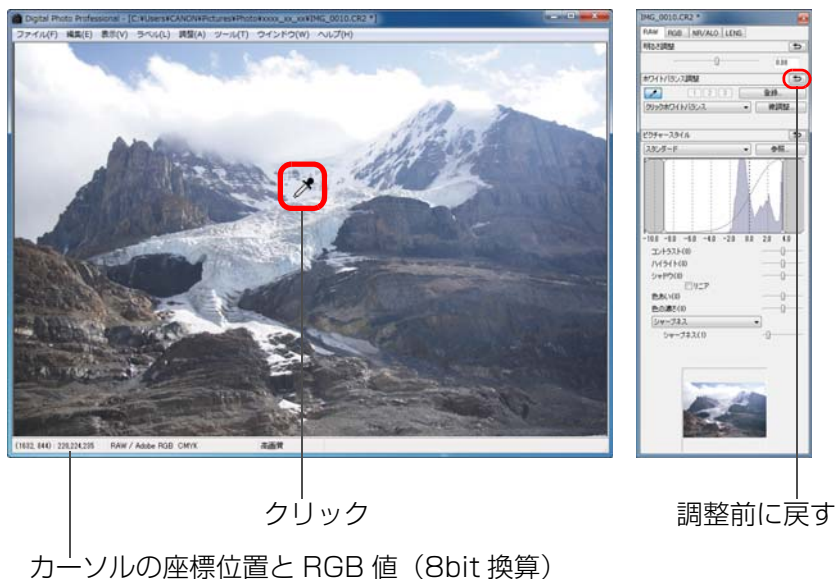 Digital Photo Professional - [C:¥Users¥CANON¥Pictures¥Photo¥xxxx_xx_xx¥IMG_0010.CR2 *]
ファイル(F) 編集(E) 表示(V) ラベル(L) 調整(A) ツール(T) ウインドウ(W) ヘルプ(H)
(1602, 844) 226,224,235 RAW / Adobe RGB CMYK 高画質
IMG_0010.CR2 *
RAW RGB NR/ALO LENS
明るさ調整
0.00
ホワイトバランス調整
1 2 3 登録...
クリックホワイトバランス 微調整...
ピクチャースタイル
スタンダード 参照...
-10.0 -8.0 -6.0 -4.0 -2.0 0.0 2.0 4.0
コントラスト(0)
ハイライト(0)
シャドウ(0)
リニア
色あい(0)
色の濃さ(0)
シャープネス
シャープネス(1)
クリック
調整前に戻す
カーソルの座標位置と RGB 値（8bit 換算）